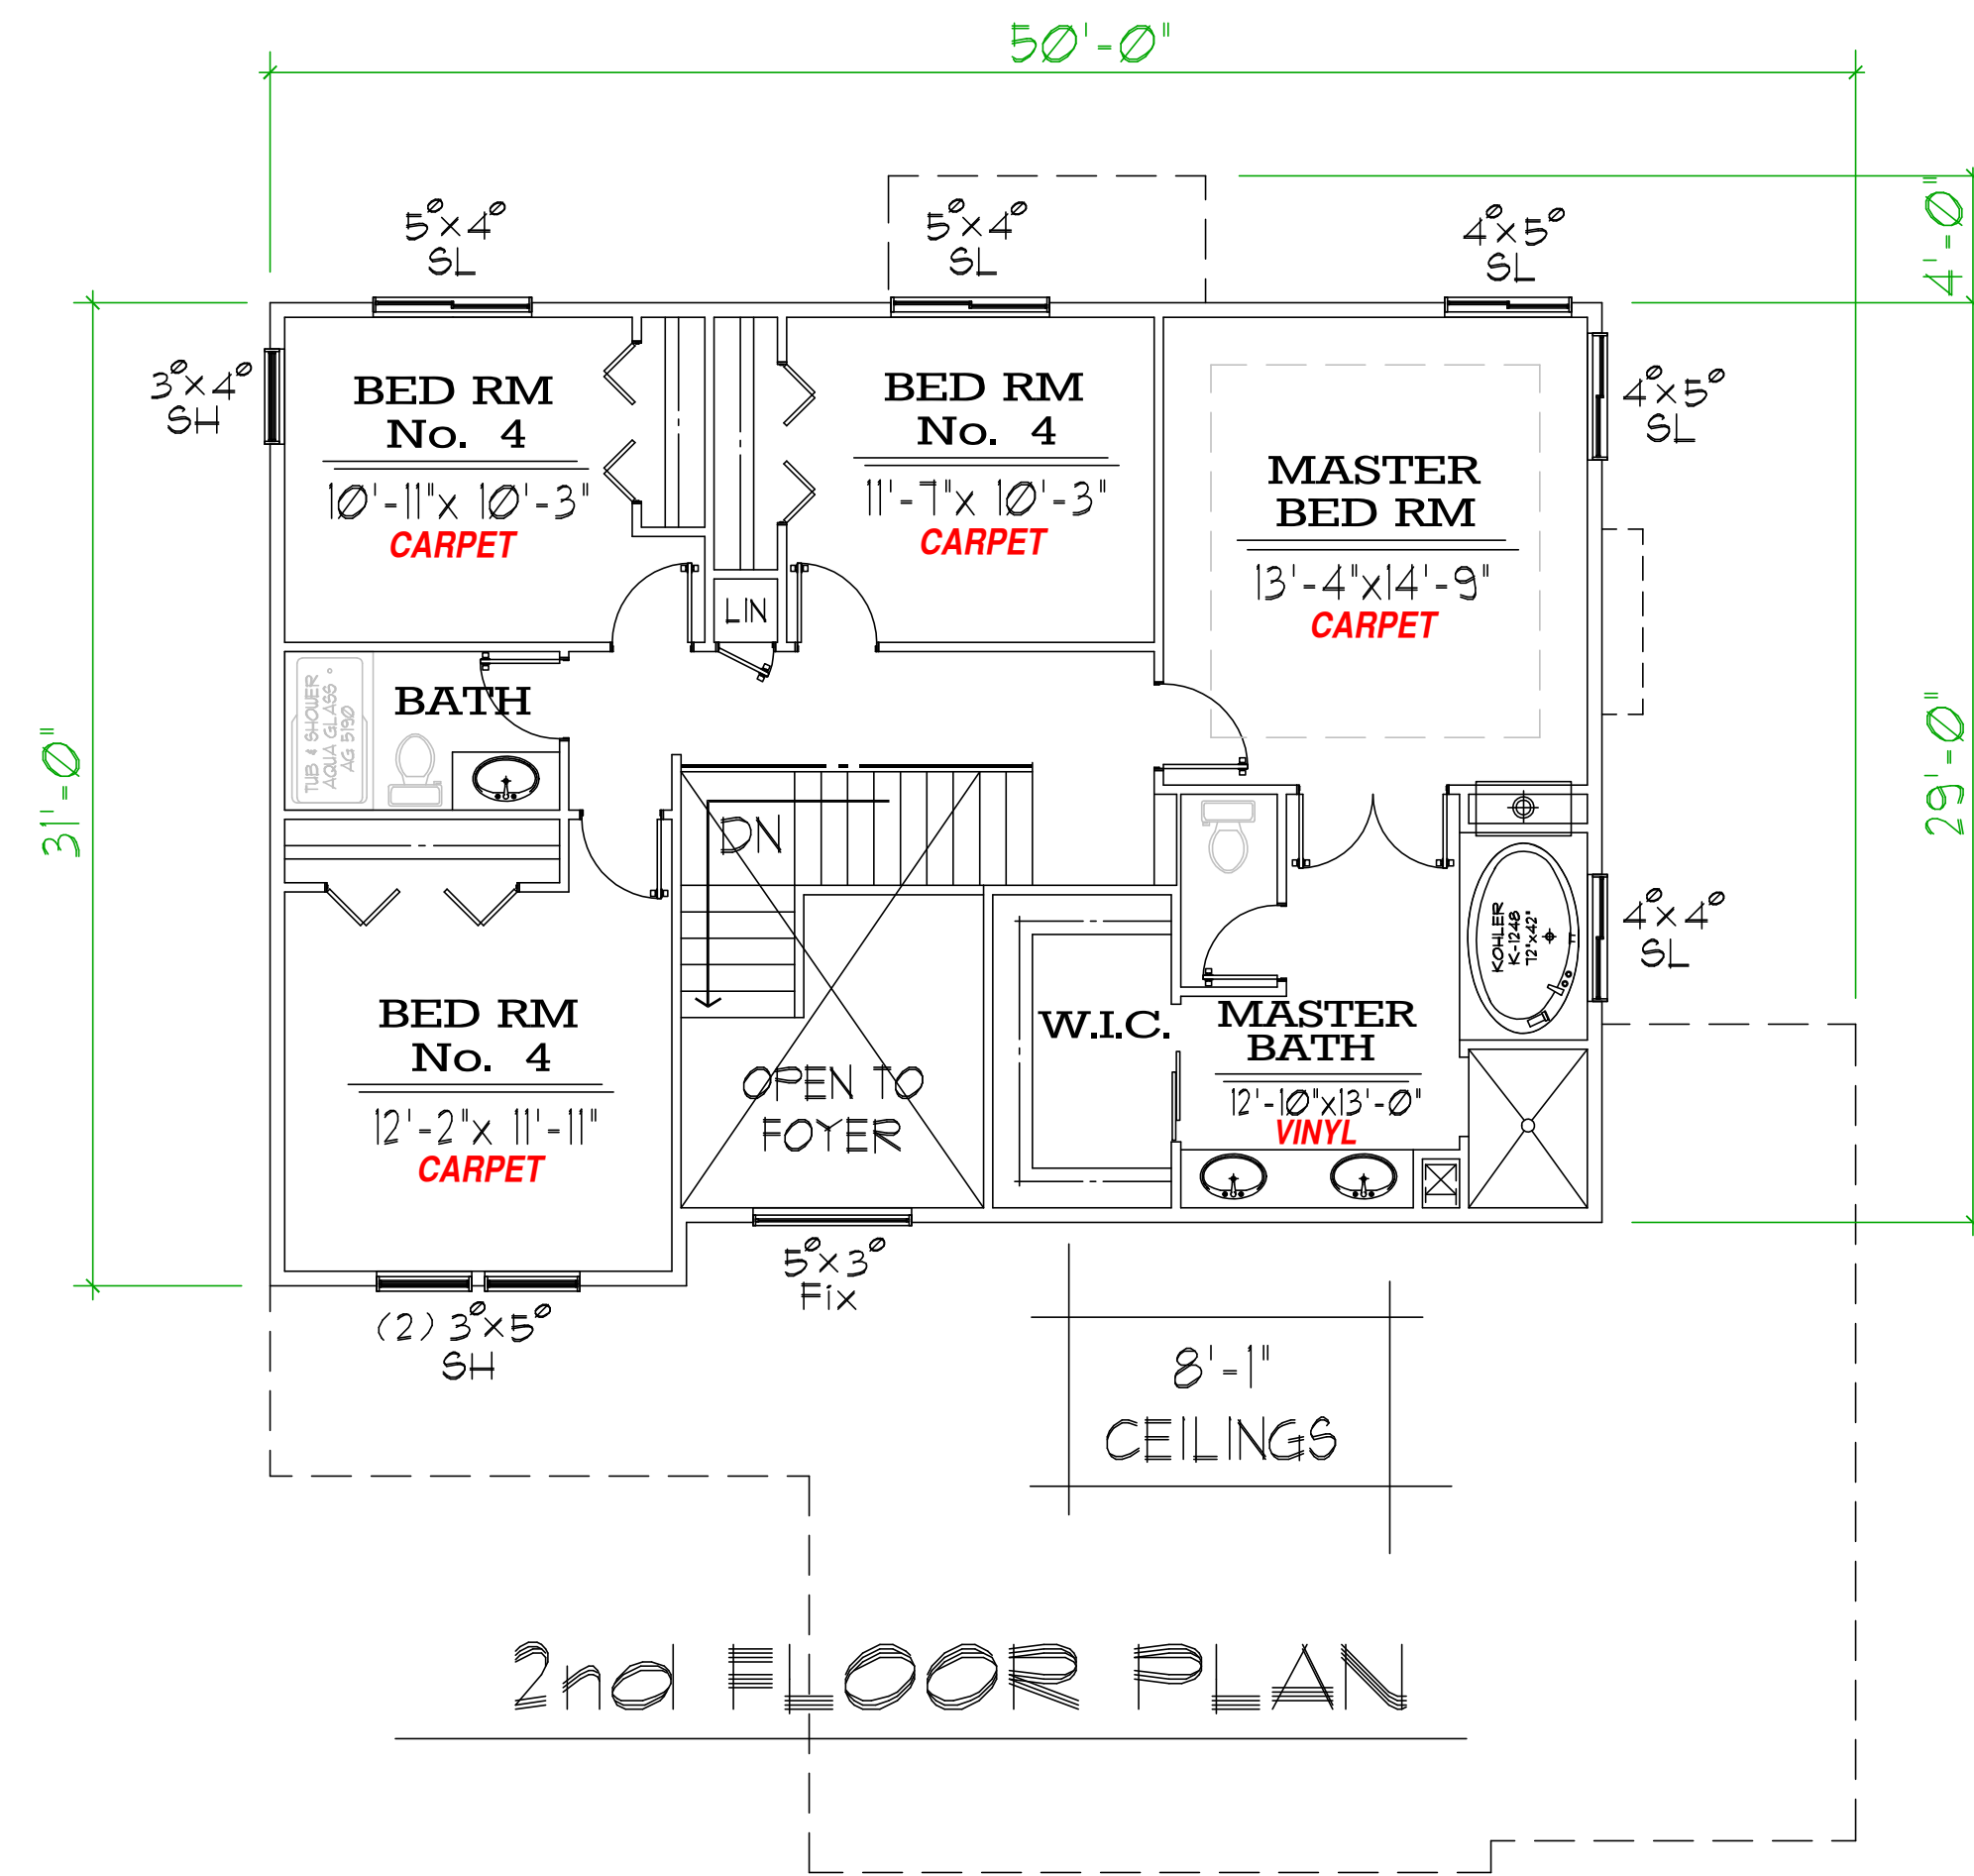 50'-0"
4'-0"
5⁰x4⁰
SL
5⁰x4⁰
SL
4⁰x5⁰
SL
3⁰x4⁰
SH
BED RM
No. 4
10'-11"x 10'-3"
CARPET
BED RM
No. 4
11'-7"x 10'-3"
CARPET
MASTER
BED RM
13'-4"x14'-9"
CARPET
4⁰x5⁰
SL
LIN
31'-0"
29'-0"
TUB & SHOWER
AQUA GLASS
AG 5190
BATH
DN
KOHLER
K-1248
72"x42"
4⁰x4⁰
SL
BED RM
No. 4
12'-2"x 11'-11"
CARPET
OPEN TO
FOYER
W.I.C.
MASTER
BATH
12'-10"x13'-0"
VINYL
5⁰x3⁰
Fix
(2) 3⁰x5⁰
SH
8'-1"
CEILINGS
2nd FLOOR PLAN